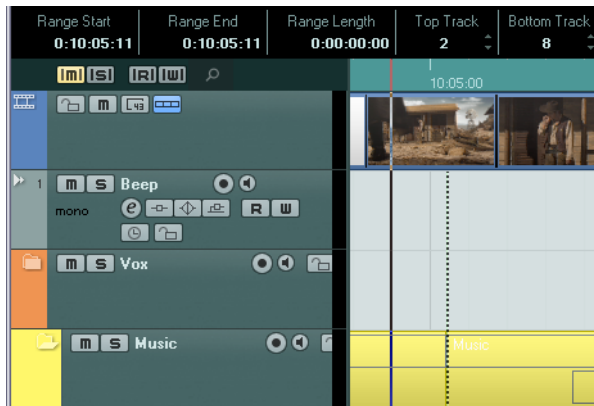 Range Start Range End Range Length Top Track Bottom Track
0:10:05:11 0:10:05:11 0:00:00:00 2 8
m S R W
10:05:00
m 43
1 m S Beep
mono e R W
m S Vox
m S Music Music